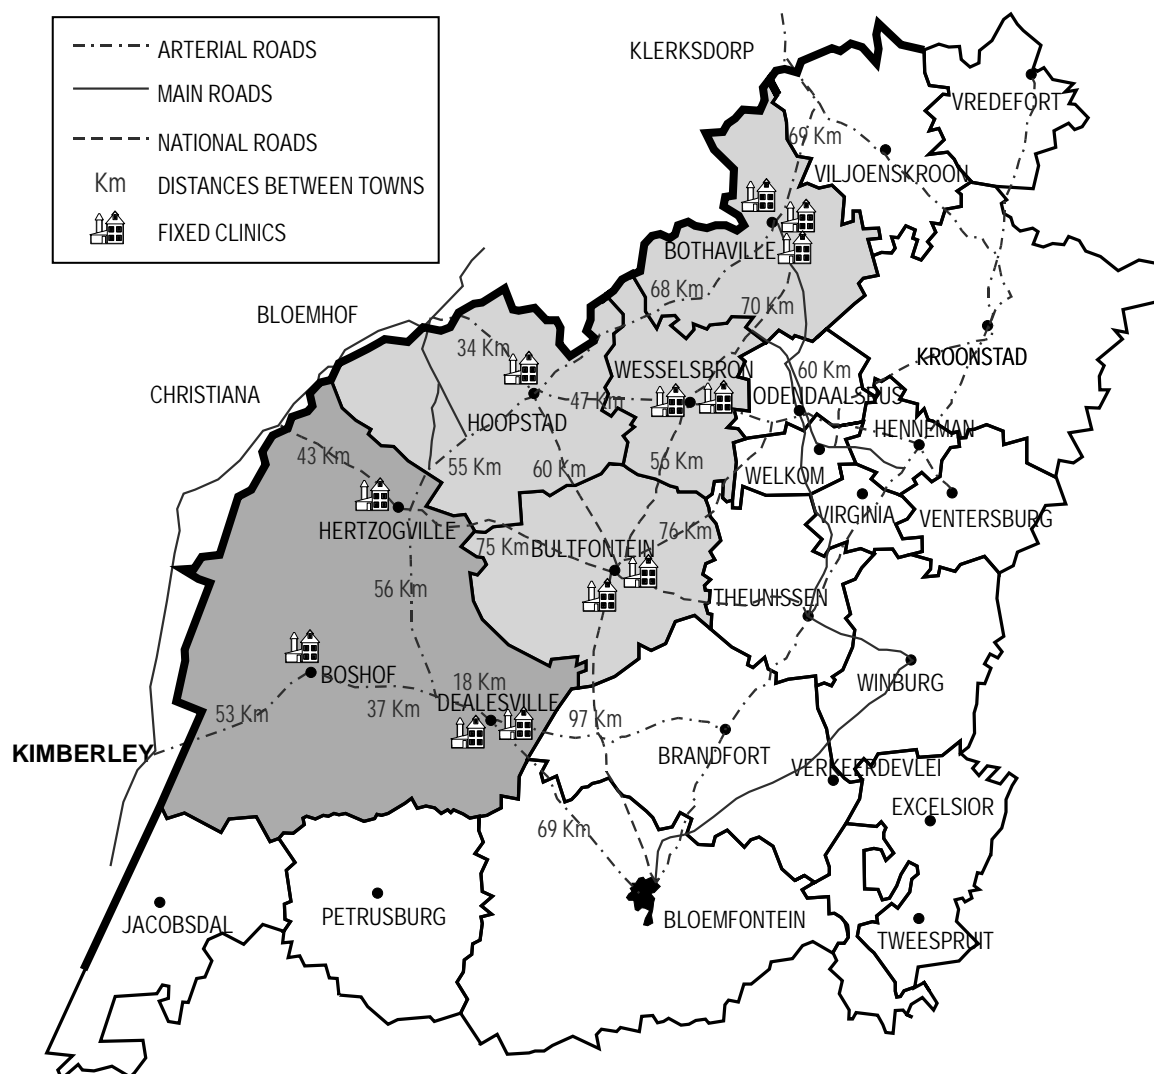 ARTERIAL ROADS
MAIN ROADS
NATIONAL ROADS
Km DISTANCES BETWEEN TOWNS
FIXED CLINICS
KLERKSDORP
VREDEFORT
69 Km
VILJOENSKROON
BOTHAVILLE
68 Km
70 Km
BLOEMHOF
34 Km
WESSELSBRON
KROONSTAD
60 Km
CHRISTIANA
47 Km
ODENDAALSRUS
HOOPSTAD
HENNEMAN
43 Km
55 Km
60 Km
56 Km
WELKOM
VIRGINIA
VENTERSBURG
HERTZOGVILLE
75 Km
BULTFONTEIN
76 Km
56 Km
THEUNISSEN
BOSHOF
18 Km
WINBURG
53 Km
37 Km
DEALESVILLE
97 Km
KIMBERLEY
BRANDFORT
VERKEERDEVLEI
EXCELSIOR
69 Km
JACOBSDAL
PETRUSBURG
BLOEMFONTEIN
TWEESPRUIT